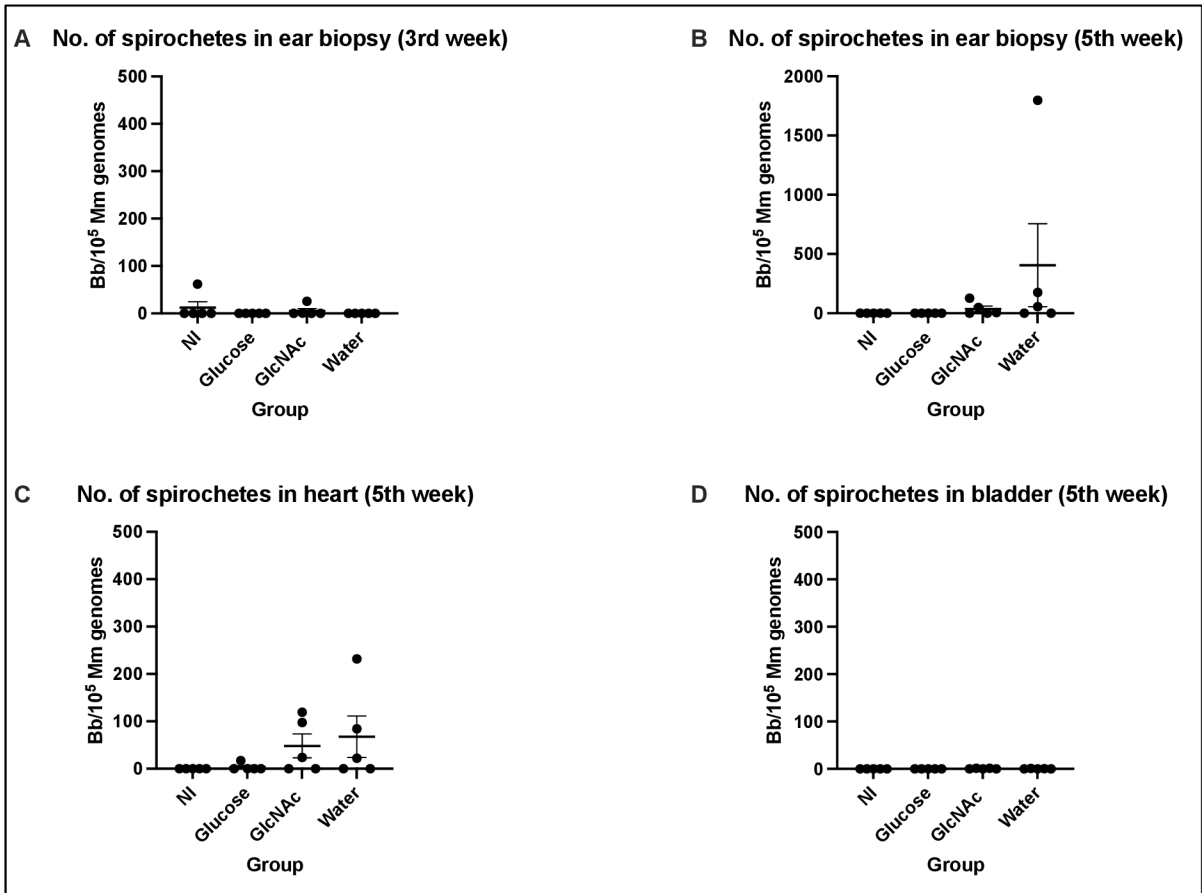 A No. of spirochetes in ear biopsy (3rd week)
500
400
300
200
100
0
Bb/10⁵ Mm genomes
NI
Glucose
GlcNAc
Water
Group
B No. of spirochetes in ear biopsy (5th week)
2000
1500
1000
500
0
Bb/10⁵ Mm genomes
NI
Glucose
GlcNAc
Water
Group
C No. of spirochetes in heart (5th week)
500
400
300
200
100
0
Bb/10⁵ Mm genomes
NI
Glucose
GlcNAc
Water
Group
D No. of spirochetes in bladder (5th week)
500
400
300
200
100
0
Bb/10⁵ Mm genomes
NI
Glucose
GlcNAc
Water
Group